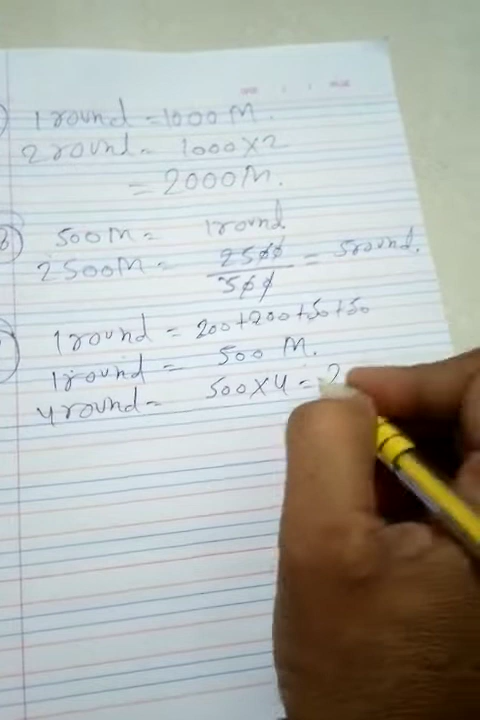 1 round = 1000 M.
2 round = 1000 X 2
= 2000 M.
500 M = 1 round
2500 M = 2500/500 = 5 round.
1 round = 200+200+50+50
1 round = 500 M.
4 round = 500 X 4 = 2